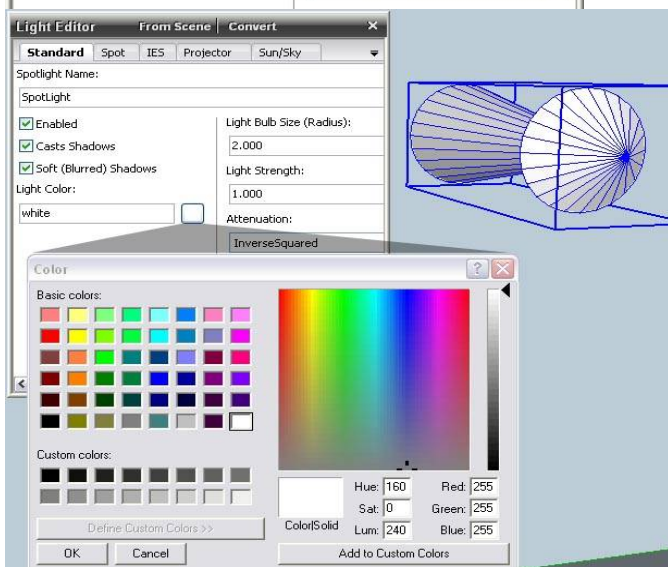 Light Editor From Scene Convert ×
Standard Spot IES Projector Sun/Sky
Spotlight Name:
SpotLight
Enabled
Casts Shadows
Soft (Blurred) Shadows
Light Color:
white
Light Bulb Size (Radius):
2.000
Light Strength:
1.000
Attenuation:
InverseSquared
Color
Basic colors:
Custom colors:
Define Custom Colors >>
OK Cancel
Color|Solid
Hue: 160 Red: 255
Sat: 0 Green: 255
Lum: 240 Blue: 255
Add to Custom Colors